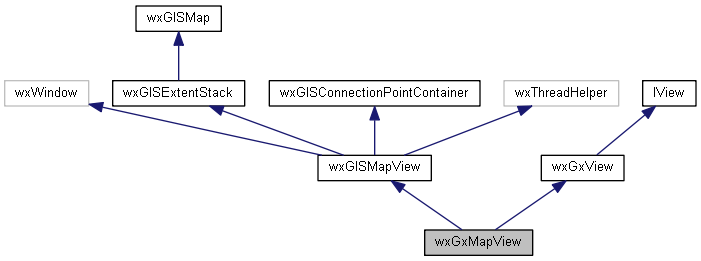 wxGISMap
wxWindow
wxGISExtentStack
wxGISConnectionPointContainer
wxThreadHelper
IView
wxGISMapView
wxGxView
wxGxMapView